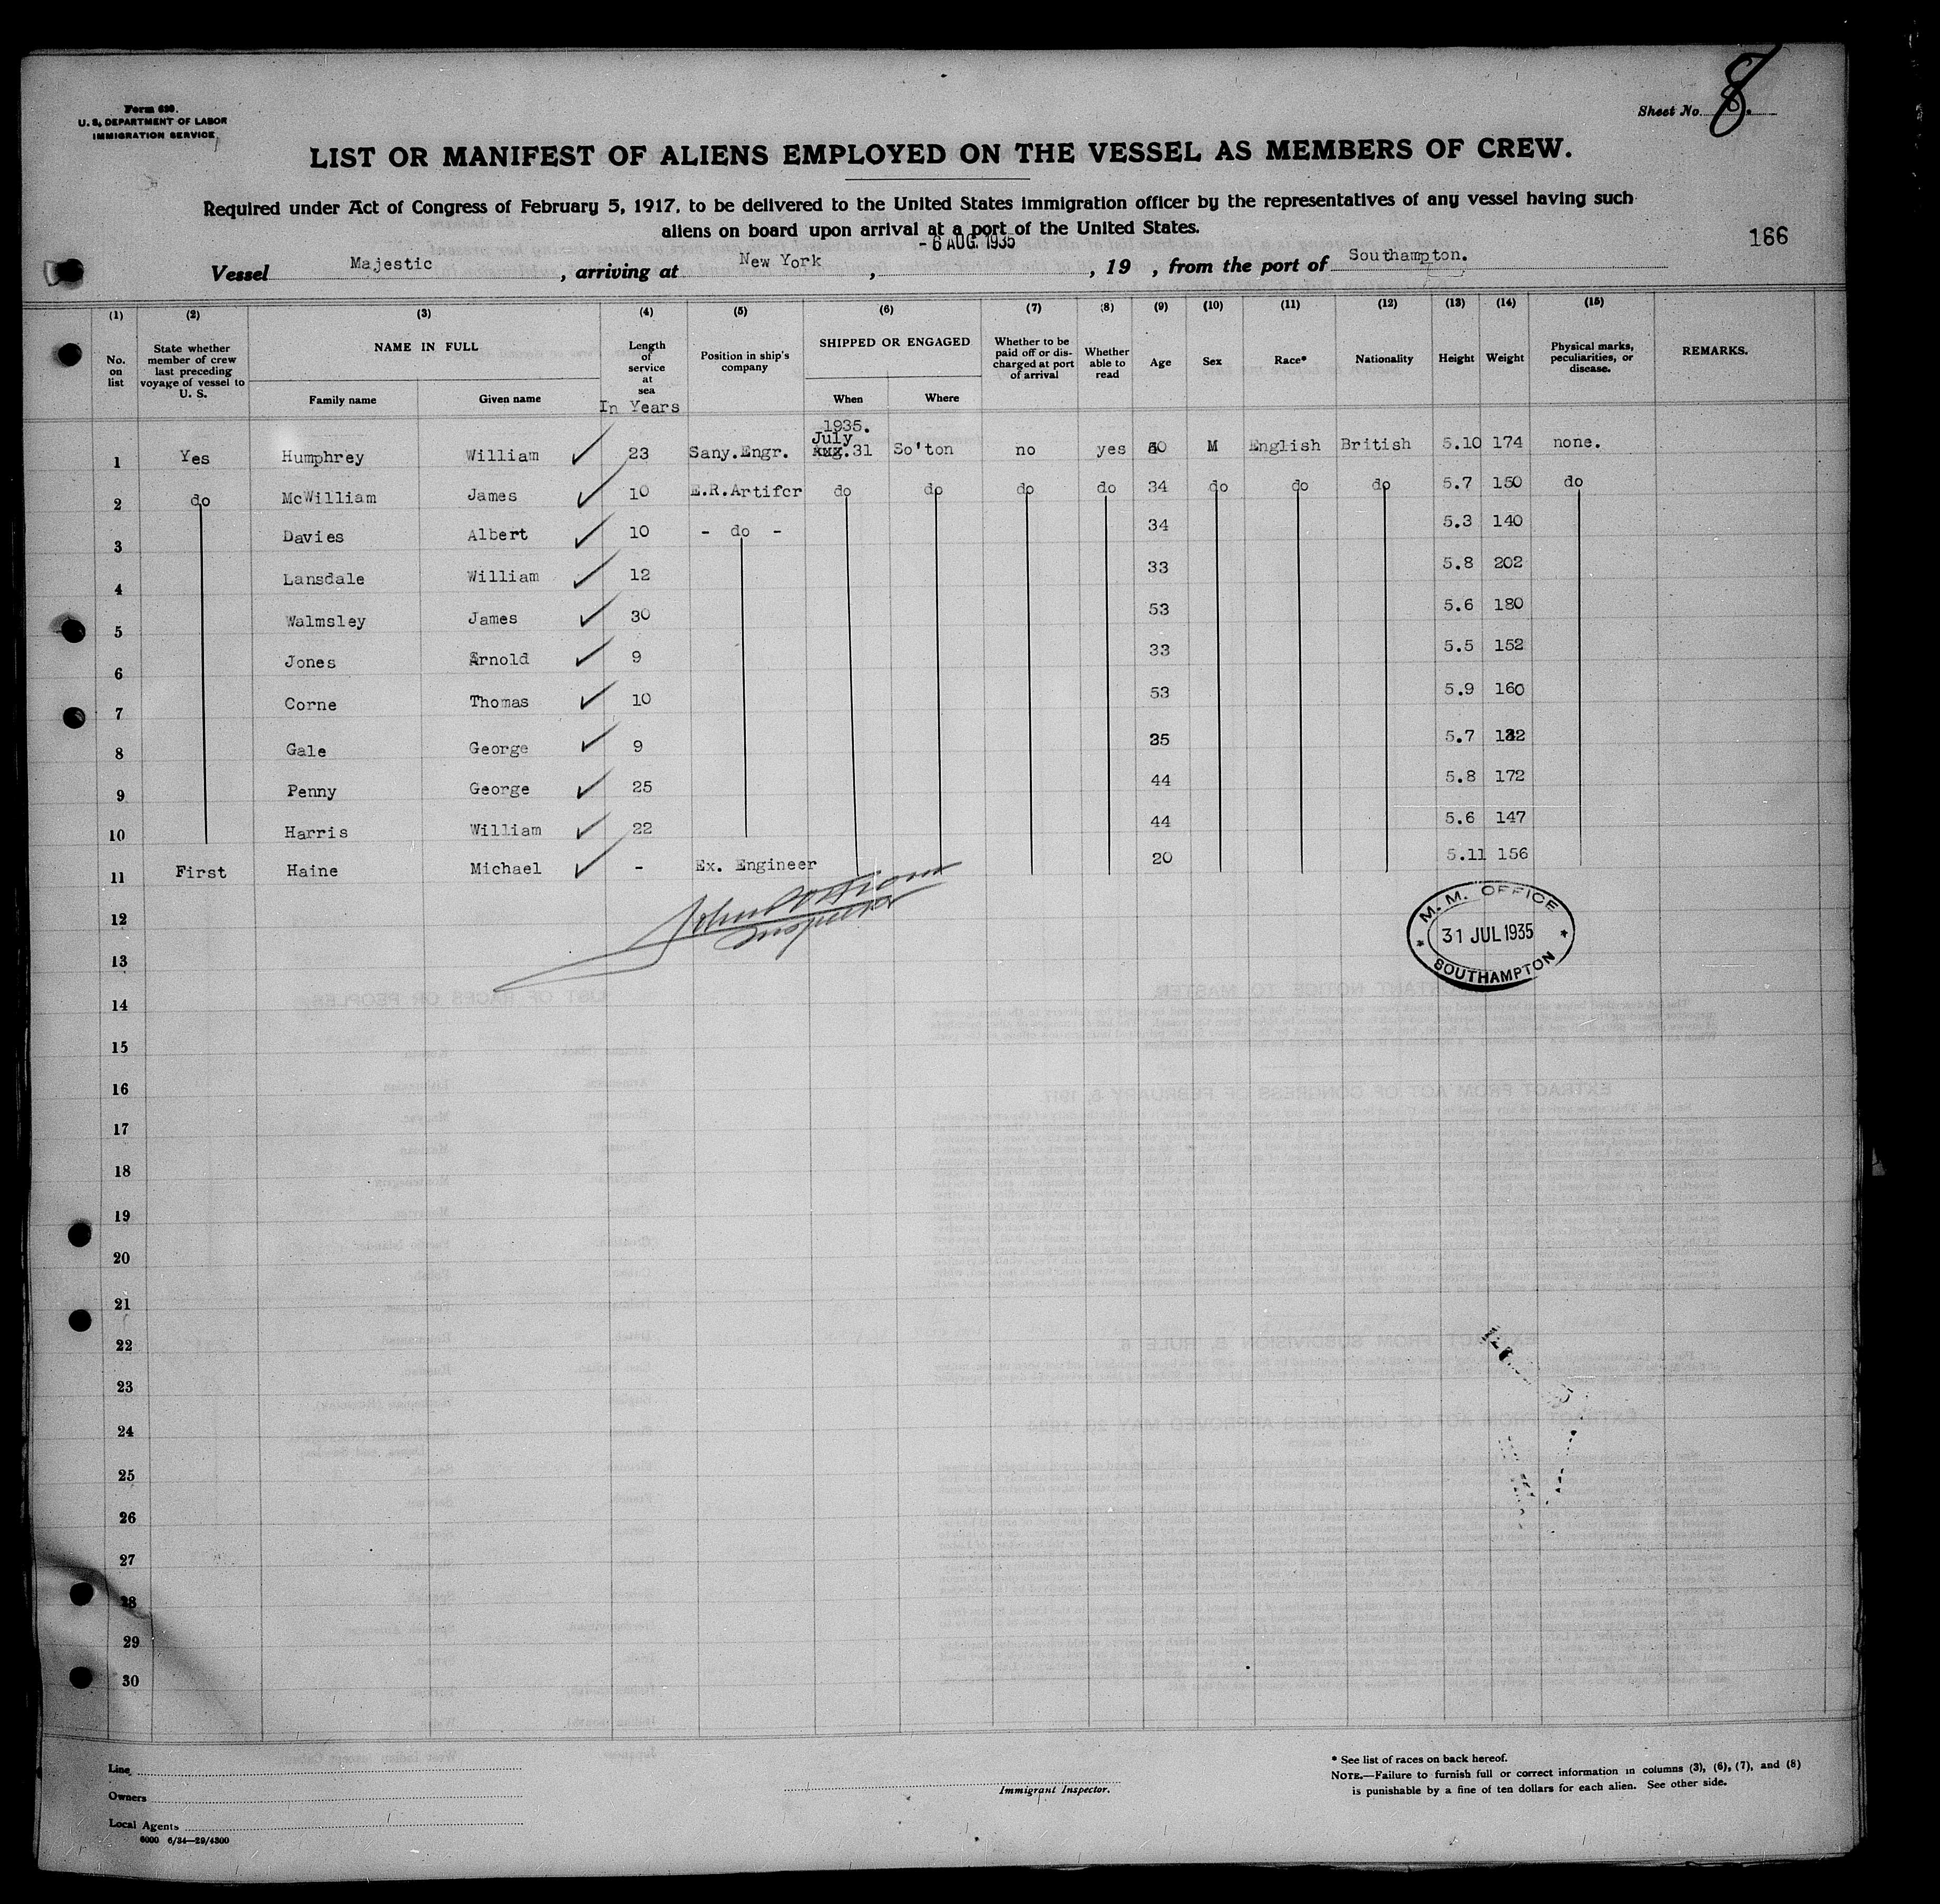 Form 689.
U. S. DEPARTMENT OF LABOR
IMMIGRATION SERVICE
Sheet No. 8.
LIST OR MANIFEST OF ALIENS EMPLOYED ON THE VESSEL AS MEMBERS OF CREW.
Required under Act of Congress of February 5, 1917, to be delivered to the United States immigration officer by the representatives of any vessel having such
aliens on board upon arrival at a port of the United States.
- 6 AUG. 1935
166
Vessel Majestic, arriving at New York, , 19 , from the port of Southampton.
(1) (2) (3) (4) (5) (6) (7) (8) (9) (10) (11) (12) (13) (14) (15)
No. on list
State whether member of crew last preceding voyage of vessel to U. S.
NAME IN FULL
Family name
Given name
Length of service at sea
In Years
Position in ship's company
SHIPPED OR ENGAGED
When
Where
Whether to be paid off or discharged at port of arrival
Whether able to read
Age
Sex
Race*
Nationality
Height
Weight
Physical marks, peculiarities, or disease.
REMARKS.
1935.
July
1 Yes Humphrey William 23 Sany.Engr. 31 So'ton no yes M English British 5.10 174 none.
2 do McWilliam James 10 E.R.Artifcr do do do do 34 do do do 5.7 150 do
3 Davies Albert 10 - do - 34 5.3 140
4 Lansdale William 12 33 5.8 202
5 Walmsley James 30 53 5.6 180
6 Jones Arnold 9 33 5.5 152
7 Corne Thomas 10 53 5.9 160
8 Gale George 9 35 5.7
9 Penny George 25 44 5.8 172
10 Harris William 22 44 5.6 147
11 First Haine Michael - Ex. Engineer 20 5.11 156
Inspector
M. M. OFFICE
31 JUL 1935
SOUTHAMPTON
12
13
14
15
16
17
18
19
20
21
22
23
24
25
26
27
28
29
30
Line
Owners
Local Agents
6000 6/34—29/4300
Immigrant Inspector.
* See list of races on back hereof.
NOTE.—Failure to furnish full or correct information in columns (3), (6), (7), and (8)
is punishable by a fine of ten dollars for each alien. See other side.